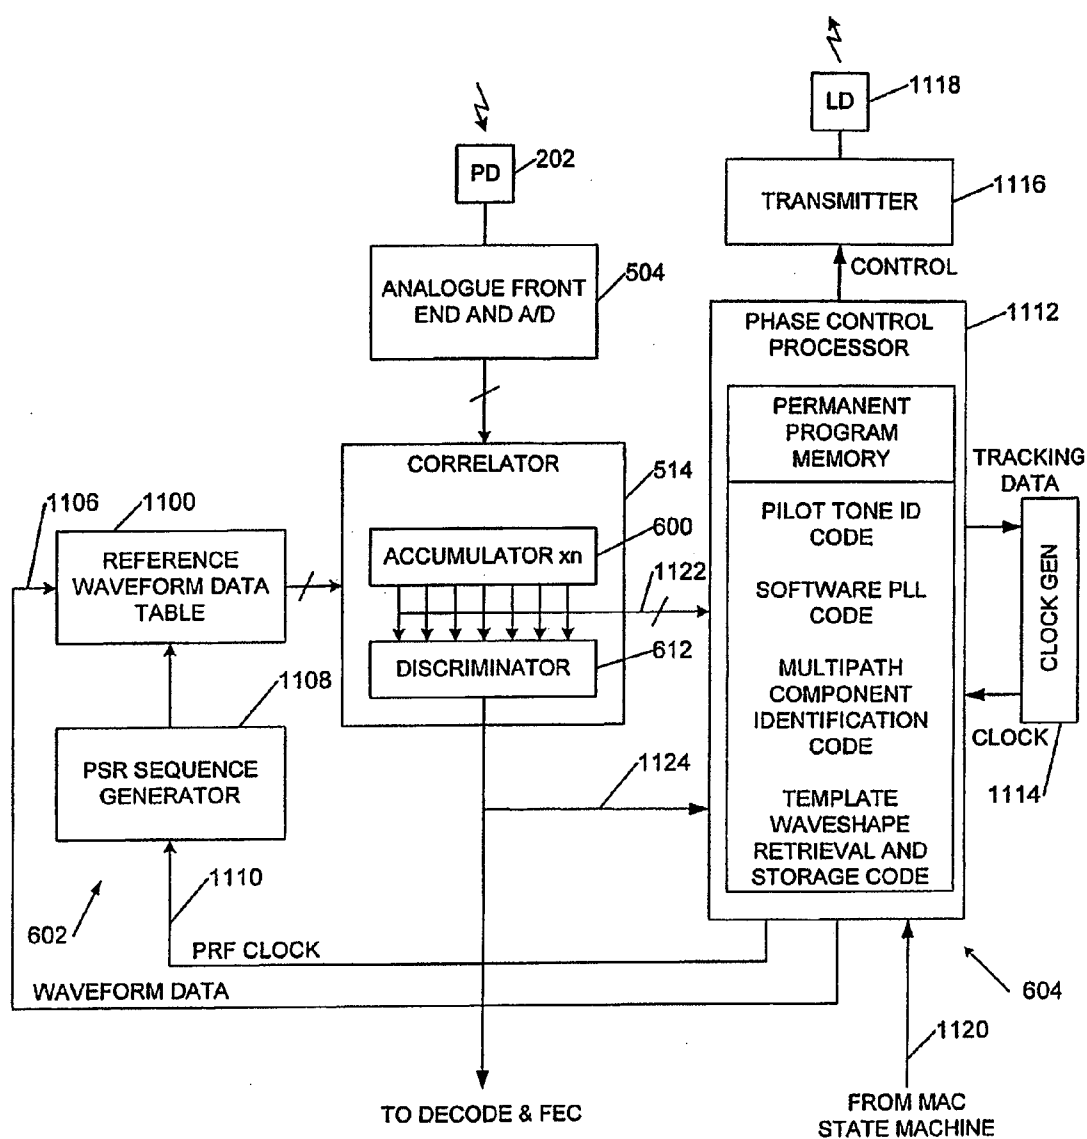 LD
1118
PD
202
TRANSMITTER
1116
CONTROL
ANALOGUE FRONT
END AND A/D
504
PHASE CONTROL
PROCESSOR
1112
PERMANENT
PROGRAM
MEMORY
CORRELATOR
514
TRACKING
DATA
1106
1100
REFERENCE
WAVEFORM DATA
TABLE
ACCUMULATOR xn
600
1122
DISCRIMINATOR
612
PILOT TONE ID
CODE
SOFTWARE PLL
CODE
MULTIPATH
COMPONENT
IDENTIFICATION
CODE
TEMPLATE
WAVESHAPE
RETRIEVAL AND
STORAGE CODE
CLOCK GEN
CLOCK
1114
1108
PSR SEQUENCE
GENERATOR
1124
1110
602
PRF CLOCK
WAVEFORM DATA
604
1120
TO DECODE & FEC
FROM MAC
STATE MACHINE